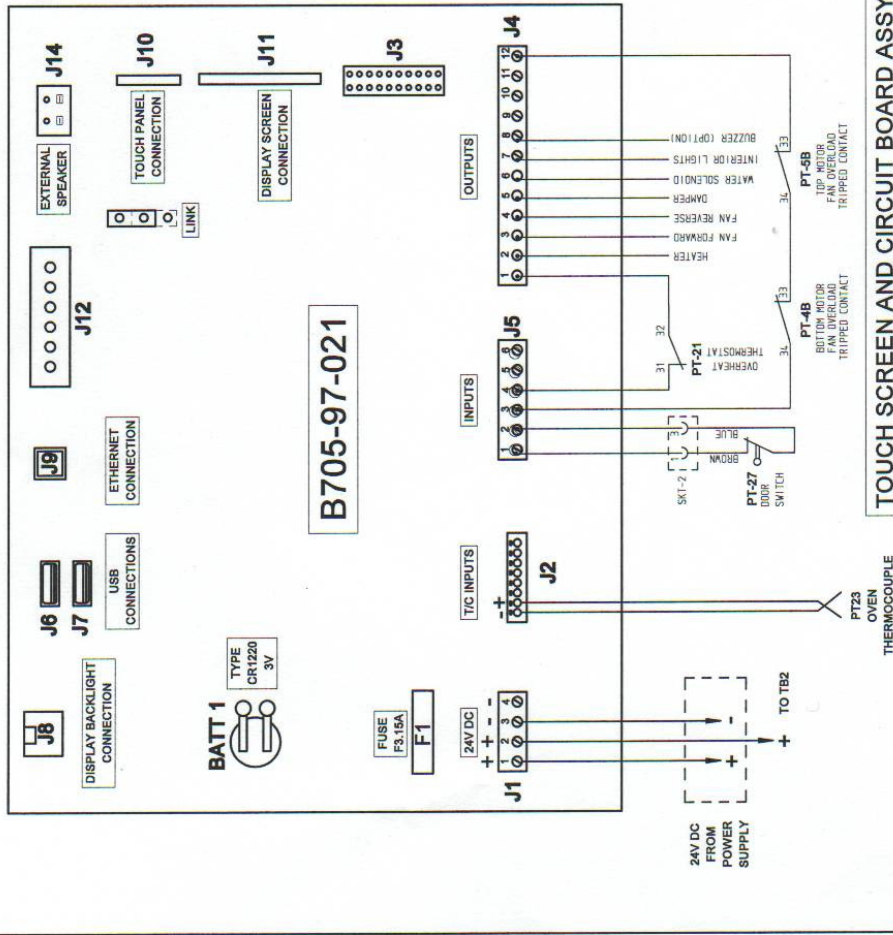 J8
DISPLAY BACKLIGHT
CONNECTION
J6
J7
USB
CONNECTIONS
J9
ETHERNET
CONNECTION
J12
EXTERNAL
SPEAKER
J14
LINK
TOUCH PANEL
CONNECTION
J10
DISPLAY SCREEN
CONNECTION
J11
J3
BATT 1
TYPE
CR1220
3V
B705-97-021
FUSE
F3.15A
F1
24V DC
+ + - -
J1
1 2 3 4
T/C INPUTS
- +
J2
INPUTS
J5
1 2 3 4 5 6
OUTPUTS
J4
1 2 3 4 5 6 7 8 9 10 11 12
HEATER
FAN FORWARD
FAN REVERSE
DAMPER
WATER SOLENOID
INTERIOR LIGHTS
BUZZER (OPTION)
24V DC
FROM
POWER
SUPPLY
+ -
+ TO TB2
PT23
OVEN
THERMOCOUPLE
SKT-2
BROWN
BLUE
PT-27
DOOR
SWITCH
31 32
PT-21
OVERHEAT
THERMOSTAT
34 33
PT-4B
BOTTOM MOTOR
FAN OVERLOAD
TRIPPED CONTACT
34 33
PT-5B
TOP MOTOR
FAN OVERLOAD
TRIPPED CONTACT
TOUCH SCREEN AND CIRCUIT BOARD ASSY